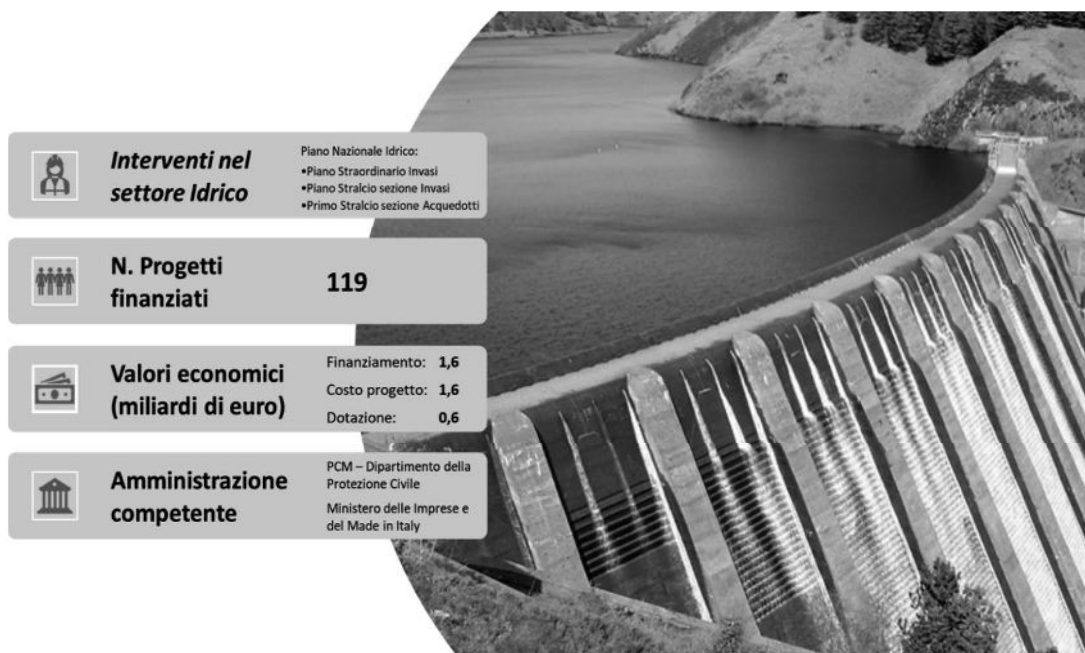 Interventi nel
settore Idrico
Piano Nazionale Idrico:
•Piano Straordinario Invasi
•Piano Stralcio sezione Invasi
•Primo Stralcio sezione Acquedotti
N. Progetti
finanziati
119
Valori economici
(miliardi di euro)
Finanziamento: 1,6
Costo progetto: 1,6
Dotazione: 0,6
Amministrazione
competente
PCM – Dipartimento della
Protezione Civile
Ministero delle Imprese e
del Made in Italy